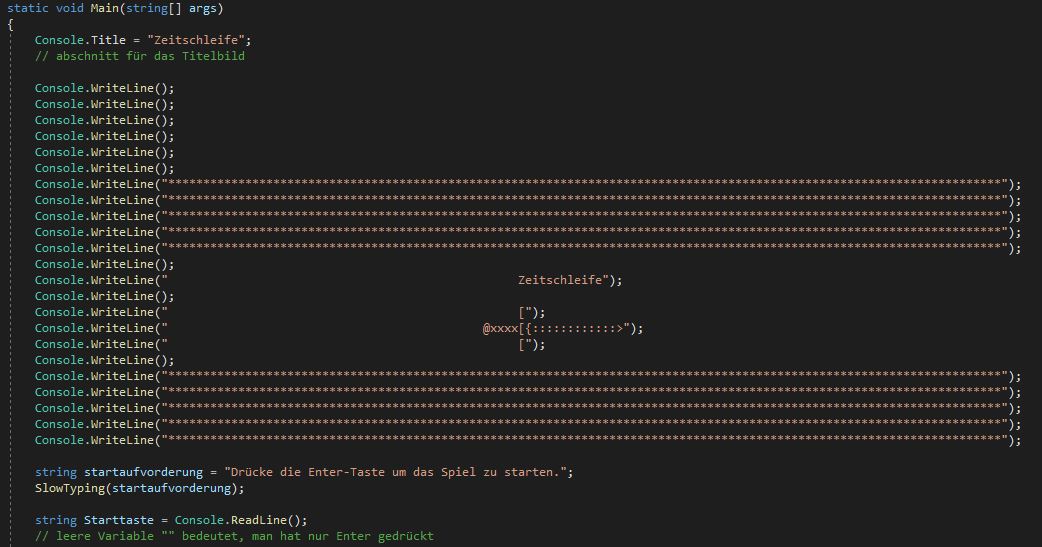 static void Main(string[] args)
{
    Console.Title = "Zeitschleife";
    // abschnitt für das Titelbild

    Console.WriteLine();
    Console.WriteLine();
    Console.WriteLine();
    Console.WriteLine();
    Console.WriteLine();
    Console.WriteLine();
    Console.WriteLine("***********************************************************************************************************************");
    Console.WriteLine("***********************************************************************************************************************");
    Console.WriteLine("***********************************************************************************************************************");
    Console.WriteLine("***********************************************************************************************************************");
    Console.WriteLine("***********************************************************************************************************************");
    Console.WriteLine();
    Console.WriteLine("                                                  Zeitschleife");
    Console.WriteLine();
    Console.WriteLine("                                                  [");
    Console.WriteLine("                                             @xxxx[{::::::::::::>");
    Console.WriteLine("                                                  [");
    Console.WriteLine();
    Console.WriteLine("***********************************************************************************************************************");
    Console.WriteLine("***********************************************************************************************************************");
    Console.WriteLine("***********************************************************************************************************************");
    Console.WriteLine("***********************************************************************************************************************");
    Console.WriteLine("***********************************************************************************************************************");

    string startaufvorderung = "Drücke die Enter-Taste um das Spiel zu starten.";
    SlowTyping(startaufvorderung);

    string Starttaste = Console.ReadLine();
    // leere Variable "" bedeutet, man hat nur Enter gedrückt